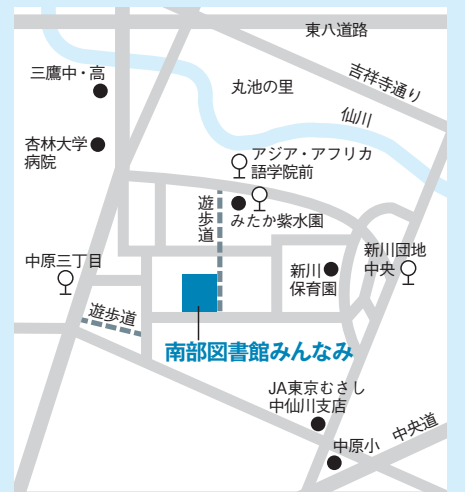 東八道路
三鷹中・高
吉祥寺通り
丸池の里
仙川
杏林大学
病院
アジア・アフリカ
語学院前
遊歩道
みたか紫水園
中原三丁目
新川団地
中央
新川
保育園
遊歩道
南部図書館みんなみ
JA東京むさし
中仙川支店
中央道
中原小